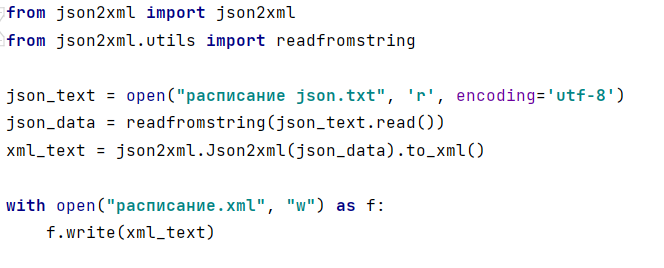 from json2xml import json2xml
from json2xml.utils import readfromstring
json_text = open("расписание json.txt", 'r', encoding='utf-8')
json_data = readfromstring(json_text.read())
xml_text = json2xml.Json2xml(json_data).to_xml()
with open("расписание.xml", "w") as f:
    f.write(xml_text)